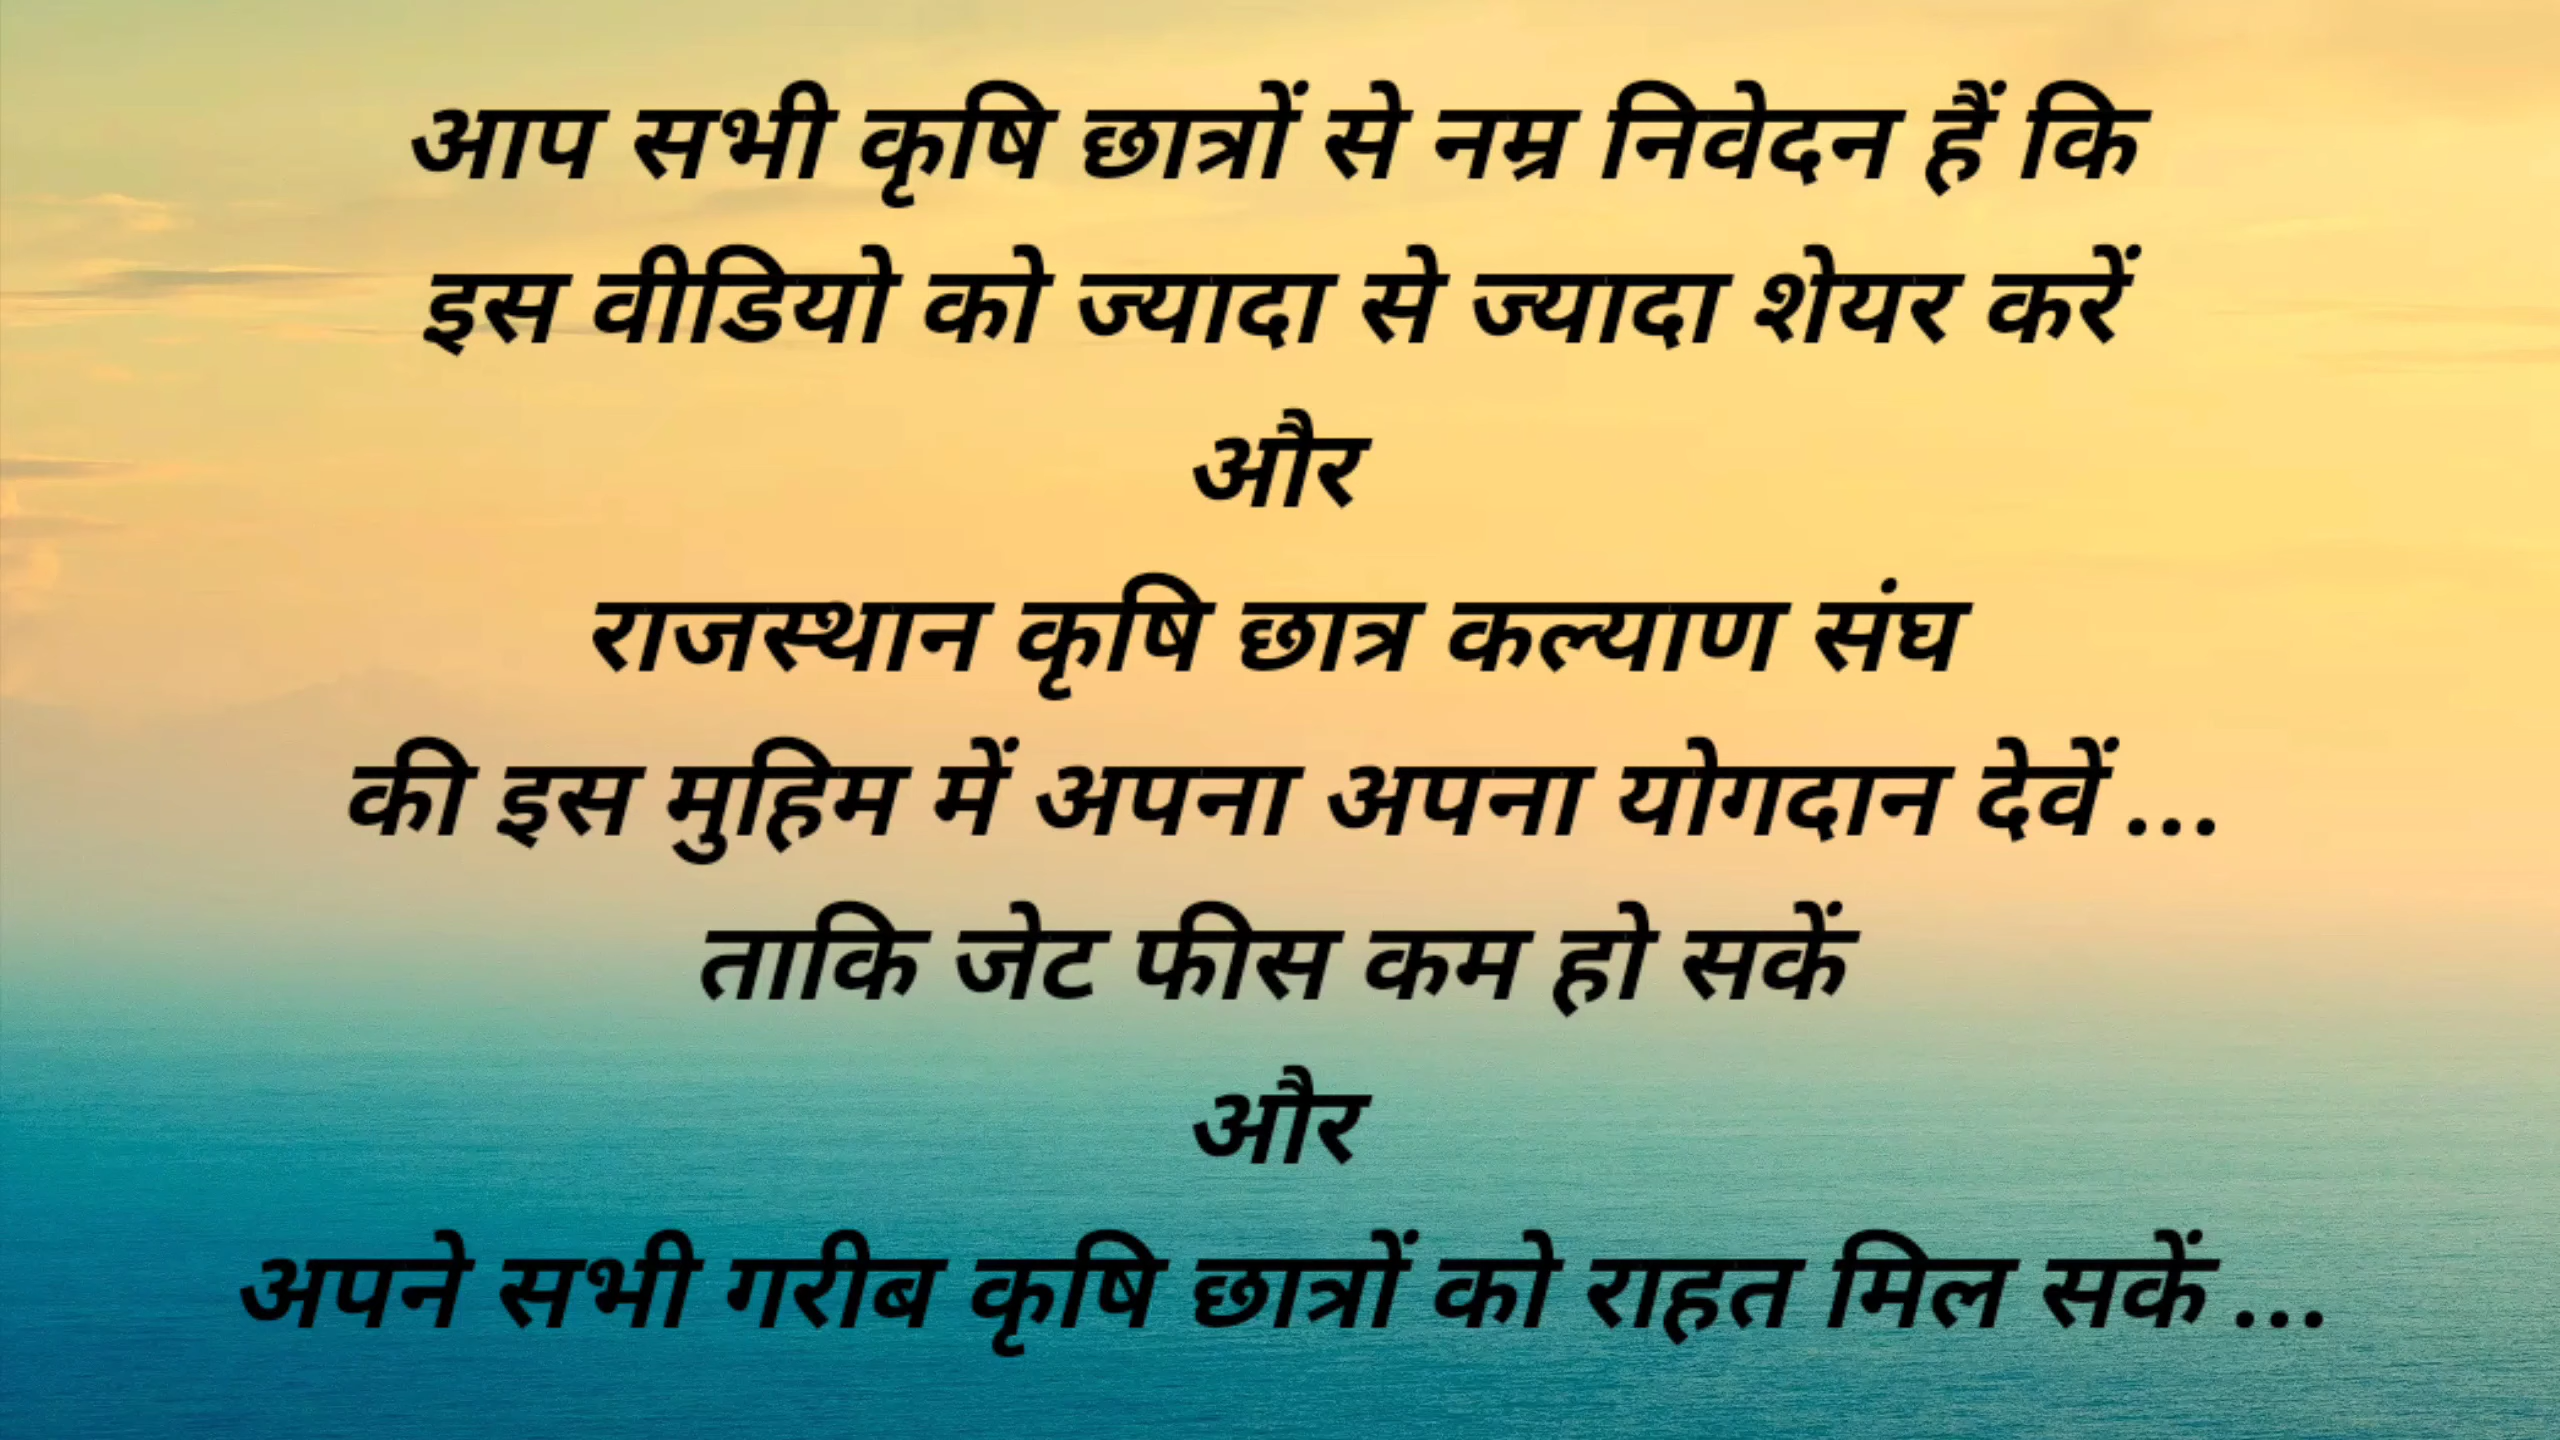 आप सभी कृषि छात्रों से नम्र निवेदन हैं कि
इस वीडियो को ज्यादा से ज्यादा शेयर करें
और
राजस्थान कृषि छात्र कल्याण संघ
की इस मुहिम में अपना अपना योगदान देवें ...
ताकि जेट फीस कम हो सकें
और
अपने सभी गरीब कृषि छात्रों को राहत मिल सकें ...